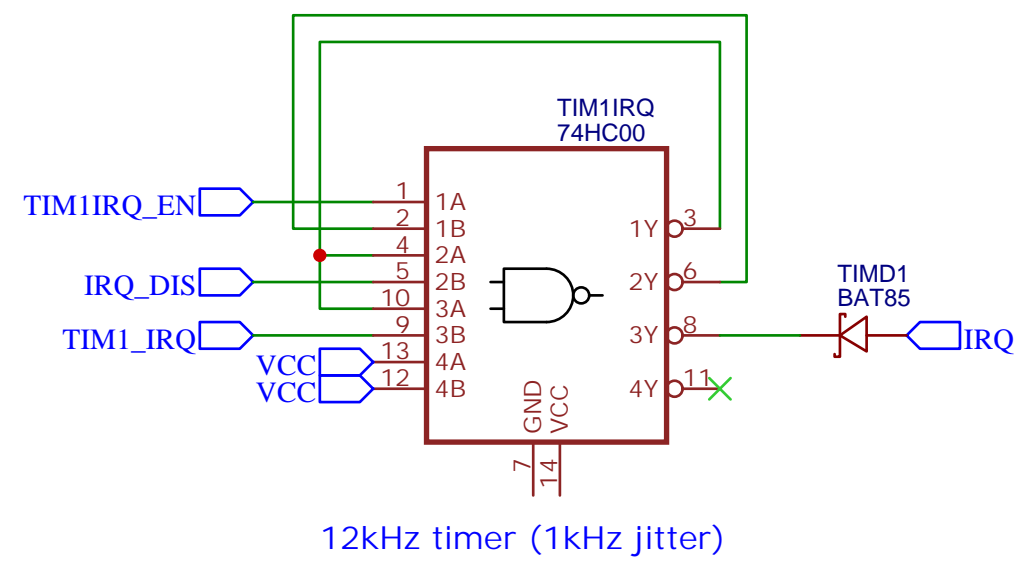 TIM1IRQ
74HC00
TIM1IRQ_EN
1
1A
2
1B
1Y
3
4
2A
IRQ_DIS
5
2B
2Y
6
TIMD1
BAT85
10
3A
TIM1_IRQ
9
3B
3Y
8
IRQ
VCC
13
4A
VCC
12
4B
4Y
11
GND
VCC
7
14
12kHz timer (1kHz jitter)